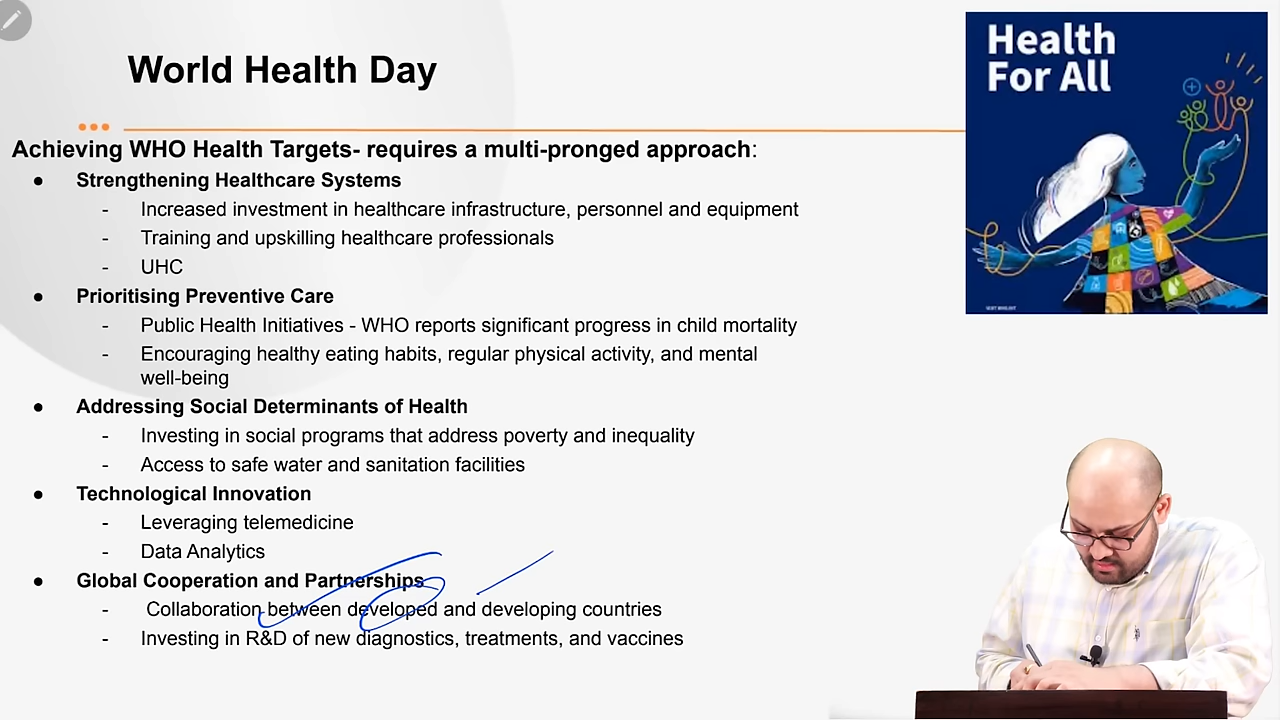 World Health Day
Health
For All
Achieving WHO Health Targets- requires a multi-pronged approach:
● Strengthening Healthcare Systems
- Increased investment in healthcare infrastructure, personnel and equipment
- Training and upskilling healthcare professionals
- UHC
● Prioritising Preventive Care
- Public Health Initiatives - WHO reports significant progress in child mortality
- Encouraging healthy eating habits, regular physical activity, and mental
well-being
● Addressing Social Determinants of Health
- Investing in social programs that address poverty and inequality
- Access to safe water and sanitation facilities
● Technological Innovation
- Leveraging telemedicine
- Data Analytics
● Global Cooperation and Partnerships
- Collaboration between developed and developing countries
- Investing in R&D of new diagnostics, treatments, and vaccines